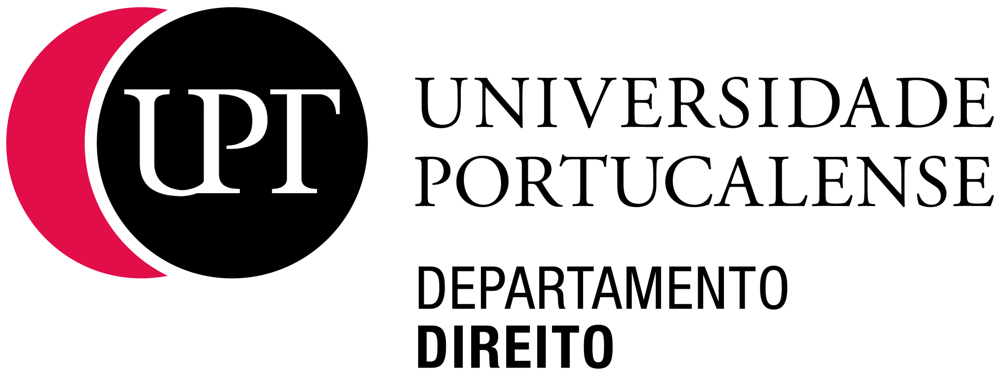 UPT
UNIVERSIDADE
PORTUCALENSE
DEPARTAMENTO
DIREITO